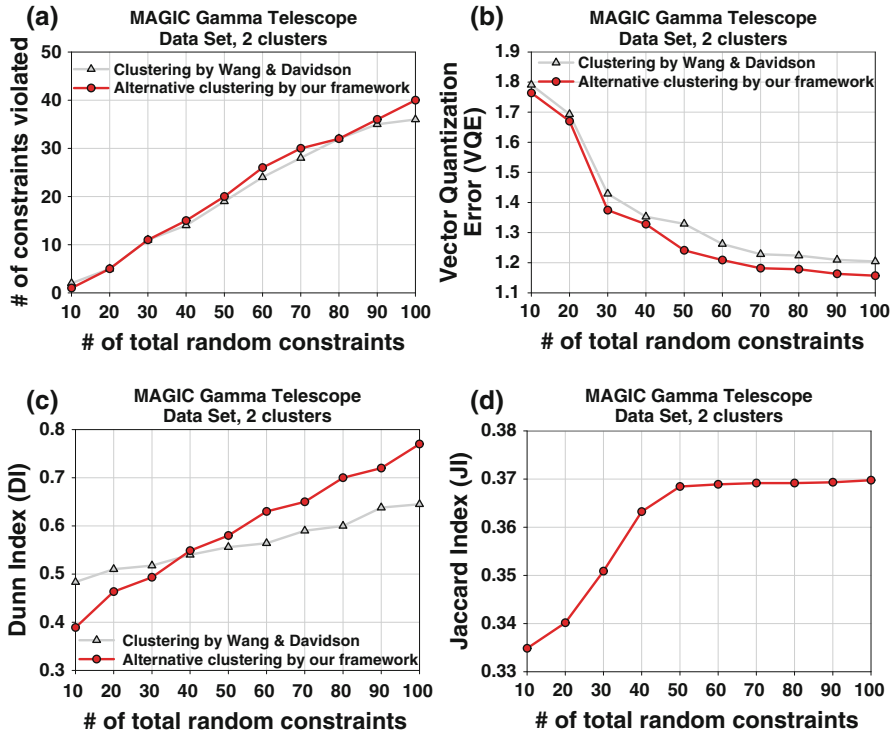 (a)
MAGIC Gamma Telescope
Data Set, 2 clusters
50
40
30
20
10
0
# of constraints violated
Clustering by Wang & Davidson
Alternative clustering by our framework
10 20 30 40 50 60 70 80 90 100
# of total random constraints
(b)
MAGIC Gamma Telescope
Data Set, 2 clusters
1.9
1.8
1.7
1.6
1.5
1.4
1.3
1.2
1.1
Vector Quantization
Error (VQE)
Clustering by Wang & Davidson
Alternative clustering by our framework
10 20 30 40 50 60 70 80 90 100
# of total random constraints
(c)
MAGIC Gamma Telescope
Data Set, 2 clusters
0.8
0.7
0.6
0.5
0.4
0.3
Dunn Index (DI)
Clustering by Wang & Davidson
Alternative clustering by our framework
10 20 30 40 50 60 70 80 90 100
# of total random constraints
(d)
MAGIC Gamma Telescope
Data Set, 2 clusters
0.38
0.37
0.36
0.35
0.34
0.33
Jaccard Index (JI)
10 20 30 40 50 60 70 80 90 100
# of total random constraints